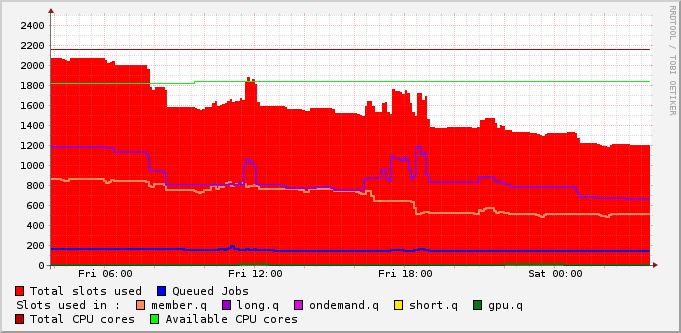 2400
2200
2000
1800
1600
1400
1200
1000
800
600
400
200
0
Fri 06:00 Fri 12:00 Fri 18:00 Sat 00:00
RRDTOOL / TOBI OETIKER
Total slots used Queued Jobs
Slots used in : member.q long.q ondemand.q short.q gpu.q
Total CPU cores Available CPU cores